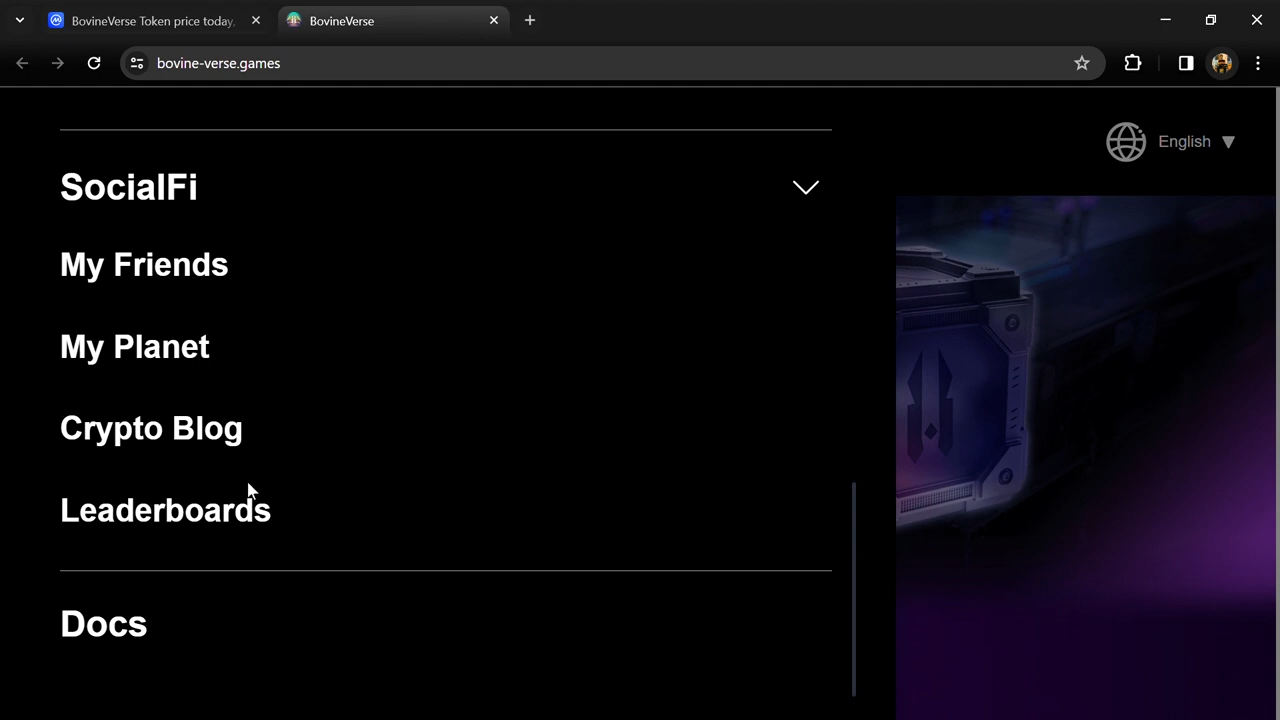 BovineVerse Token price today,
BovineVerse
bovine-verse.games
English
SocialFi
My Friends
My Planet
Crypto Blog
Leaderboards
Docs